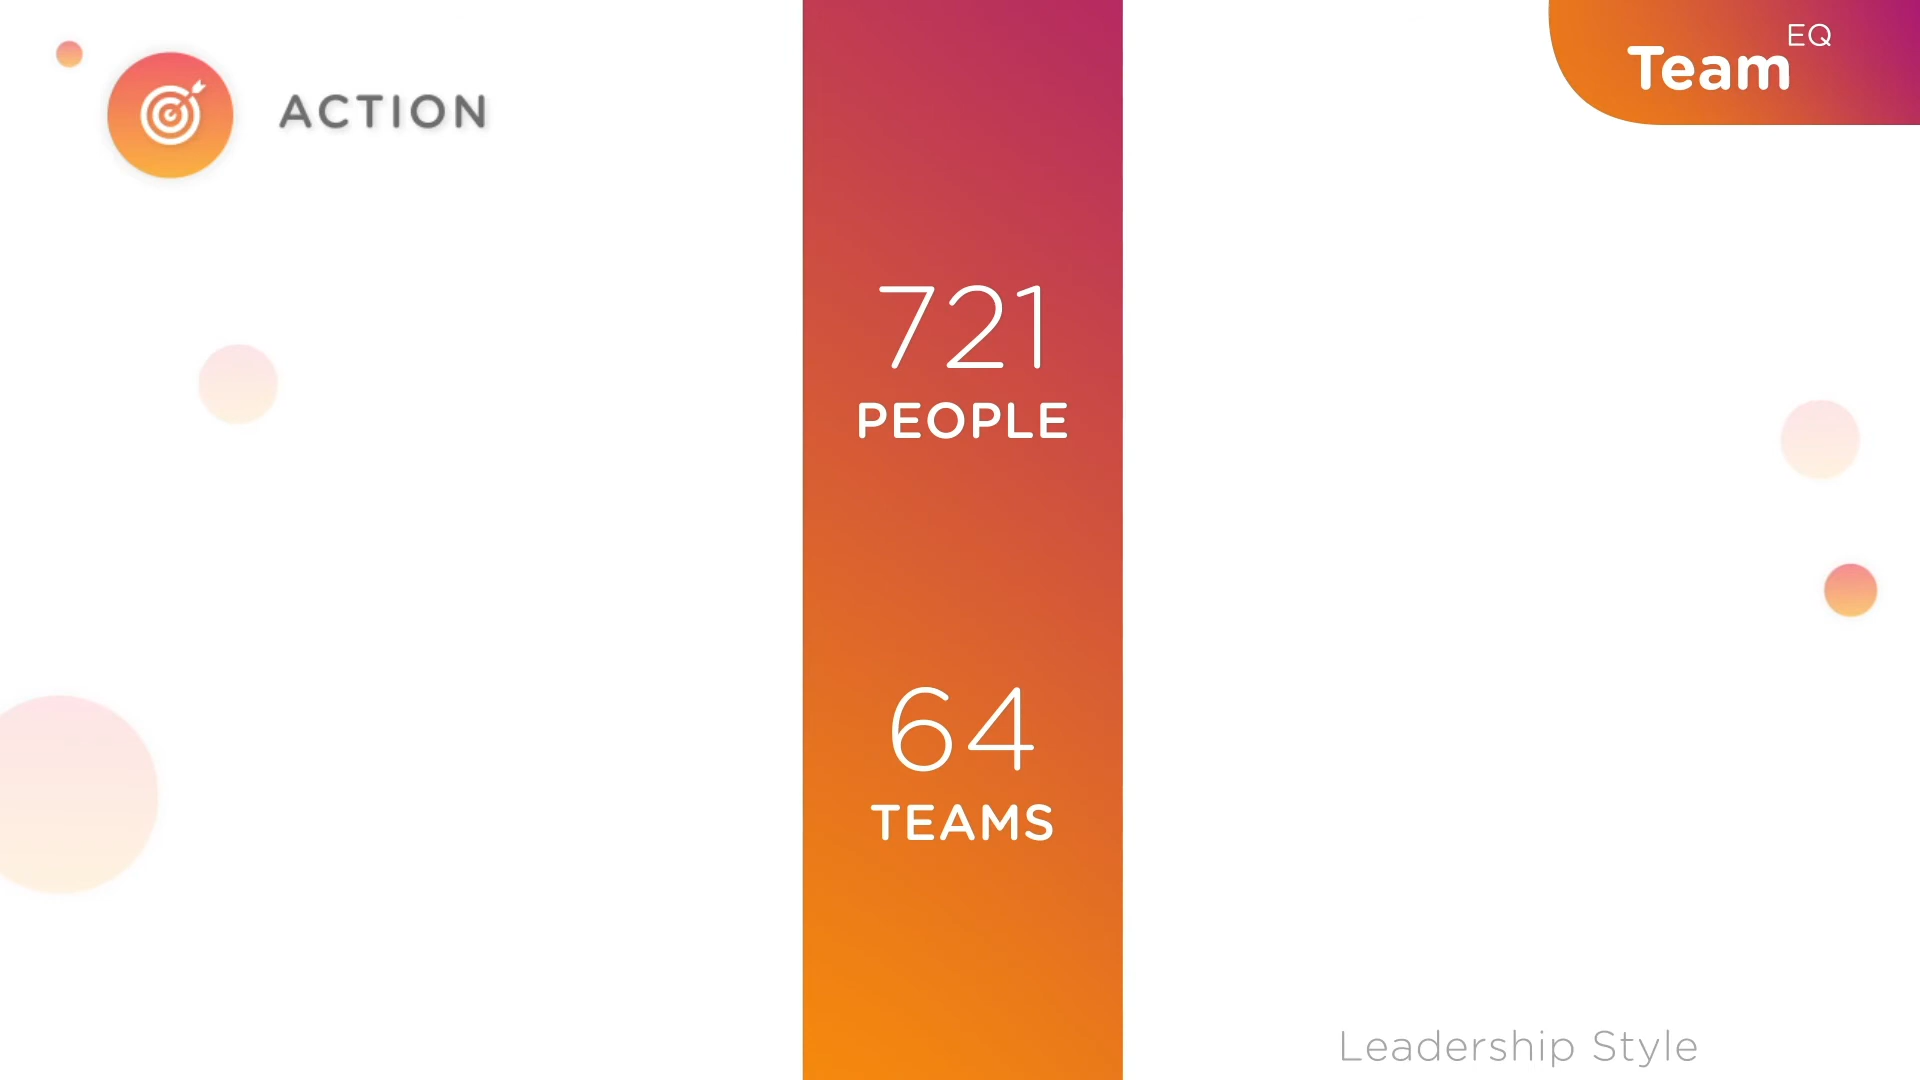 ACTION
Team EQ
721
PEOPLE
64
TEAMS
Leadership Style